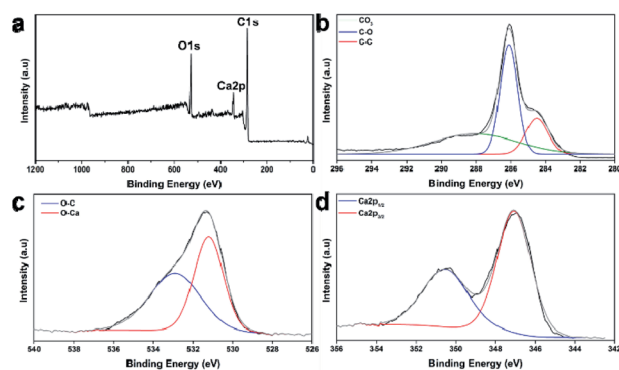 a
C1s
O1s
Ca2p
Intensity (a.u)
1200 1000 800 600 400 200 0
Binding Energy (eV)
b
CO3
C-O
C-C
Intensity (a.u)
296 294 292 290 288 286 284 282 280
Binding Energy (eV)
c
O-C
O-Ca
Intensity (a.u)
540 538 536 534 532 530 528 526
Binding Energy (eV)
d
Ca2p1/2
Ca2p3/2
Intensity (a.u)
356 354 352 350 348 346 344 342
Binding Energy (eV)